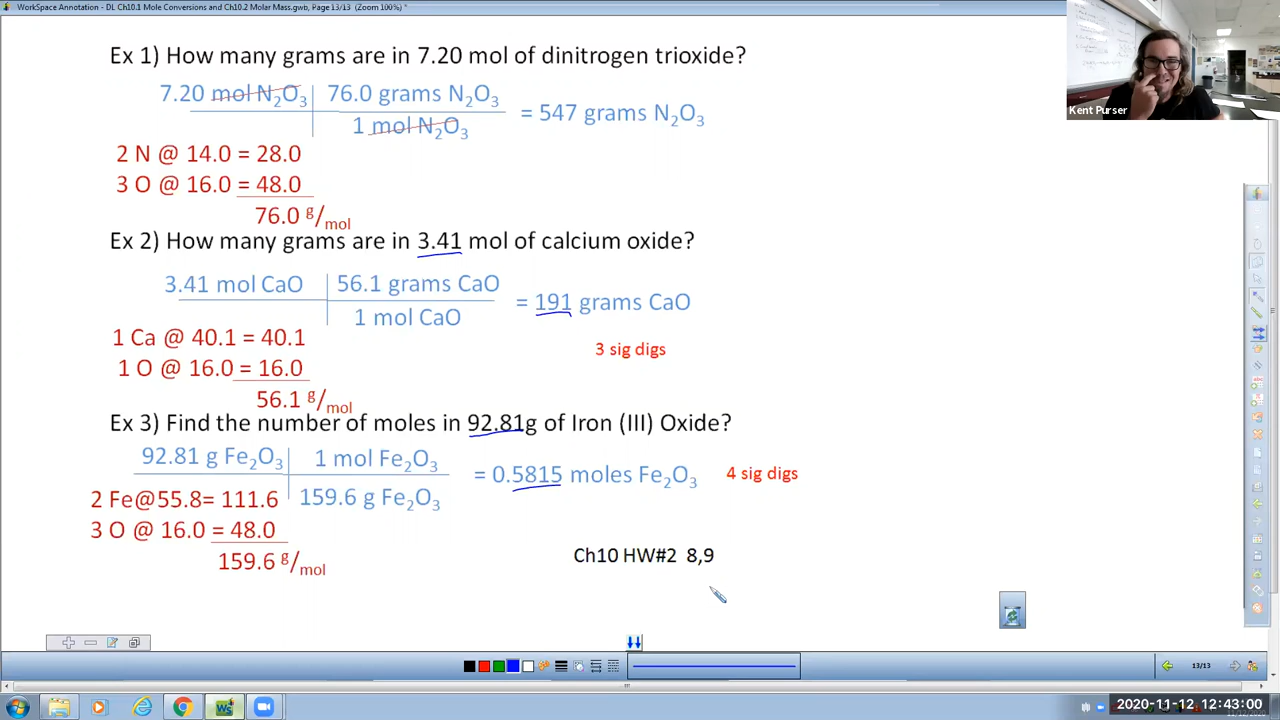 WorkSpace Annotation - DL Ch10.1 Mole Conversions and Ch10.2 Molar Mass.gwb, Page13/13 (Zoom 100%) *
Kent Purser
Ex 1) How many grams are in 7.20 mol of dinitrogen trioxide?
7.20 mol N₂O₃ 76.0 grams N₂O₃
1 mol N₂O₃
= 547 grams N₂O₃
2 N @ 14.0 = 28.0
3 O @ 16.0 = 48.0
76.0 g/mol
Ex 2) How many grams are in 3.41 mol of calcium oxide?
3.41 mol CaO 56.1 grams CaO
1 mol CaO
= 191 grams CaO
1 Ca @ 40.1 = 40.1
3 sig digs
1 O @ 16.0 = 16.0
56.1 g/mol
Ex 3) Find the number of moles in 92.81g of Iron (III) Oxide?
92.81 g Fe₂O₃ 1 mol Fe₂O₃
159.6 g Fe₂O₃
= 0.5815 moles Fe₂O₃ 4 sig digs
2 Fe@55.8= 111.6
3 O @ 16.0 = 48.0
159.6 g/mol
Ch10 HW#2 8,9
13/13
2020-11-12 12:43:00